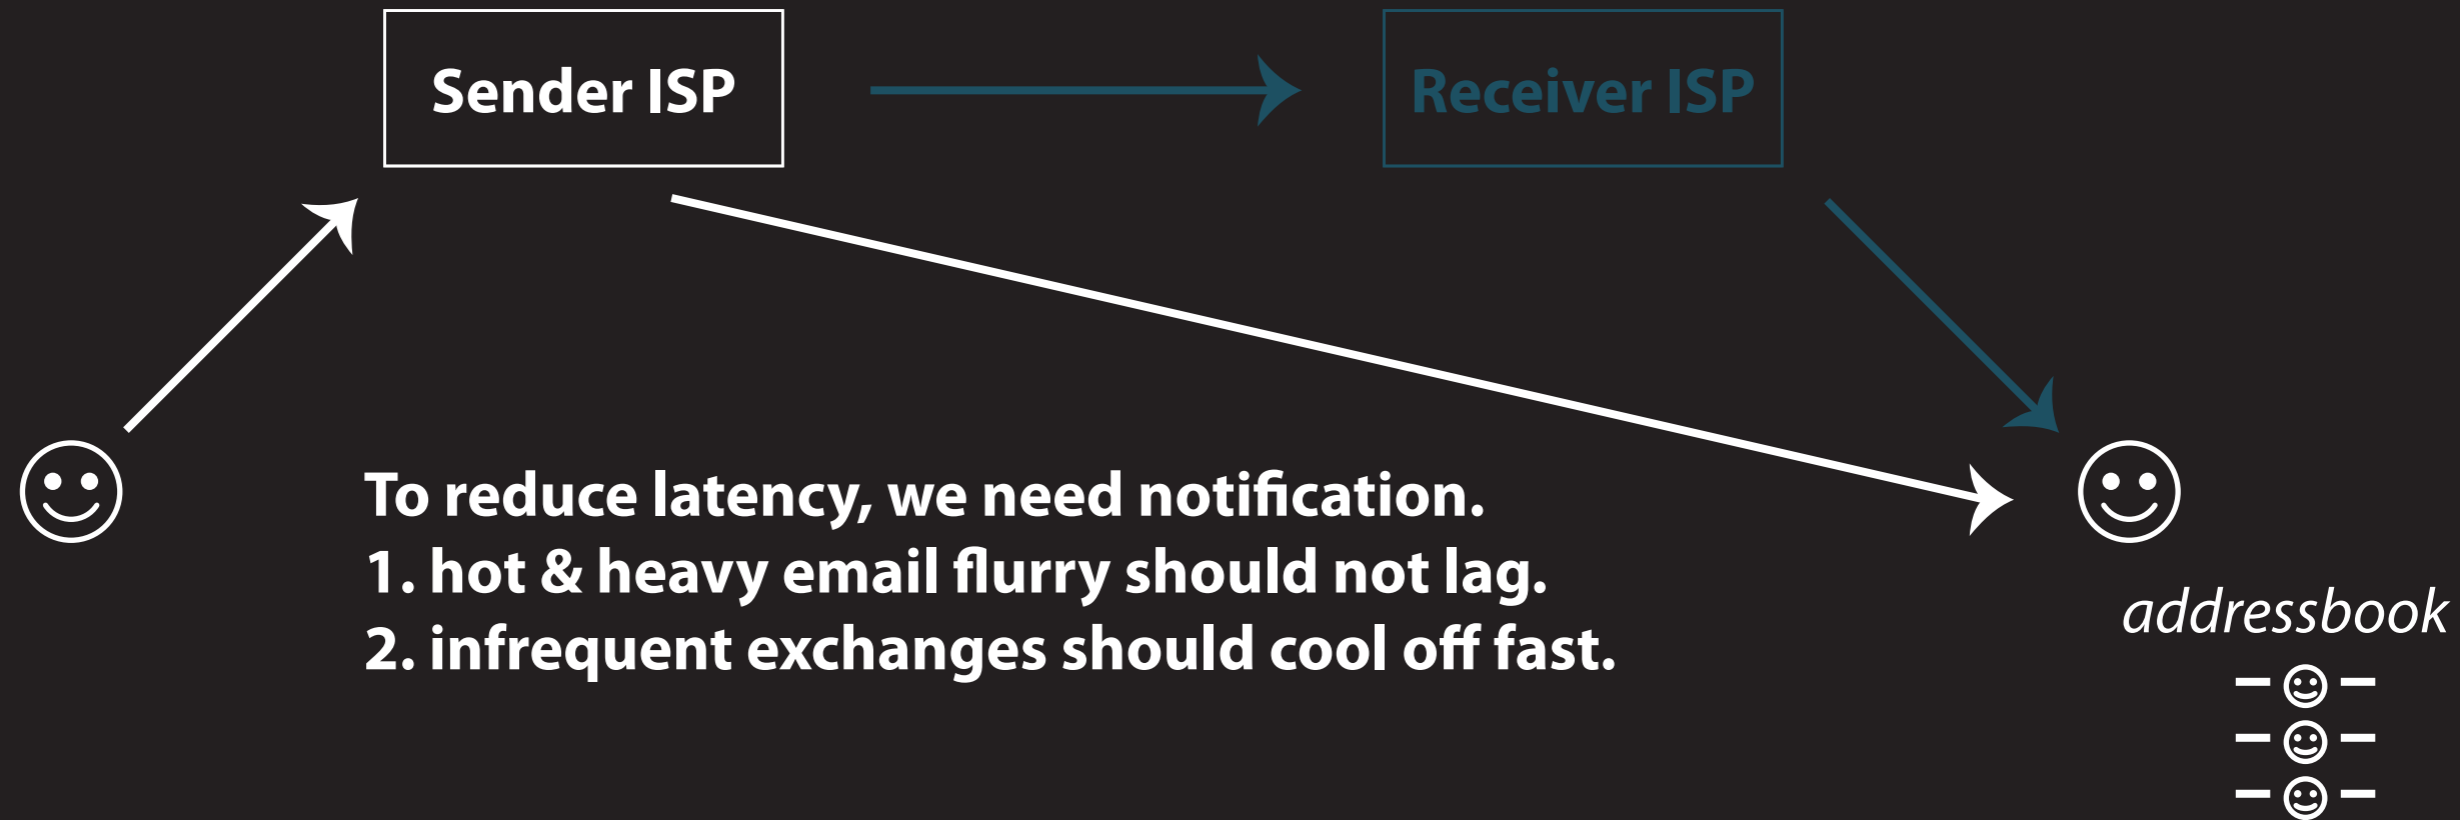 Sender ISP
Receiver ISP
To reduce latency, we need notification.
1. hot & heavy email flurry should not lag.
2. infrequent exchanges should cool off fast.
addressbook